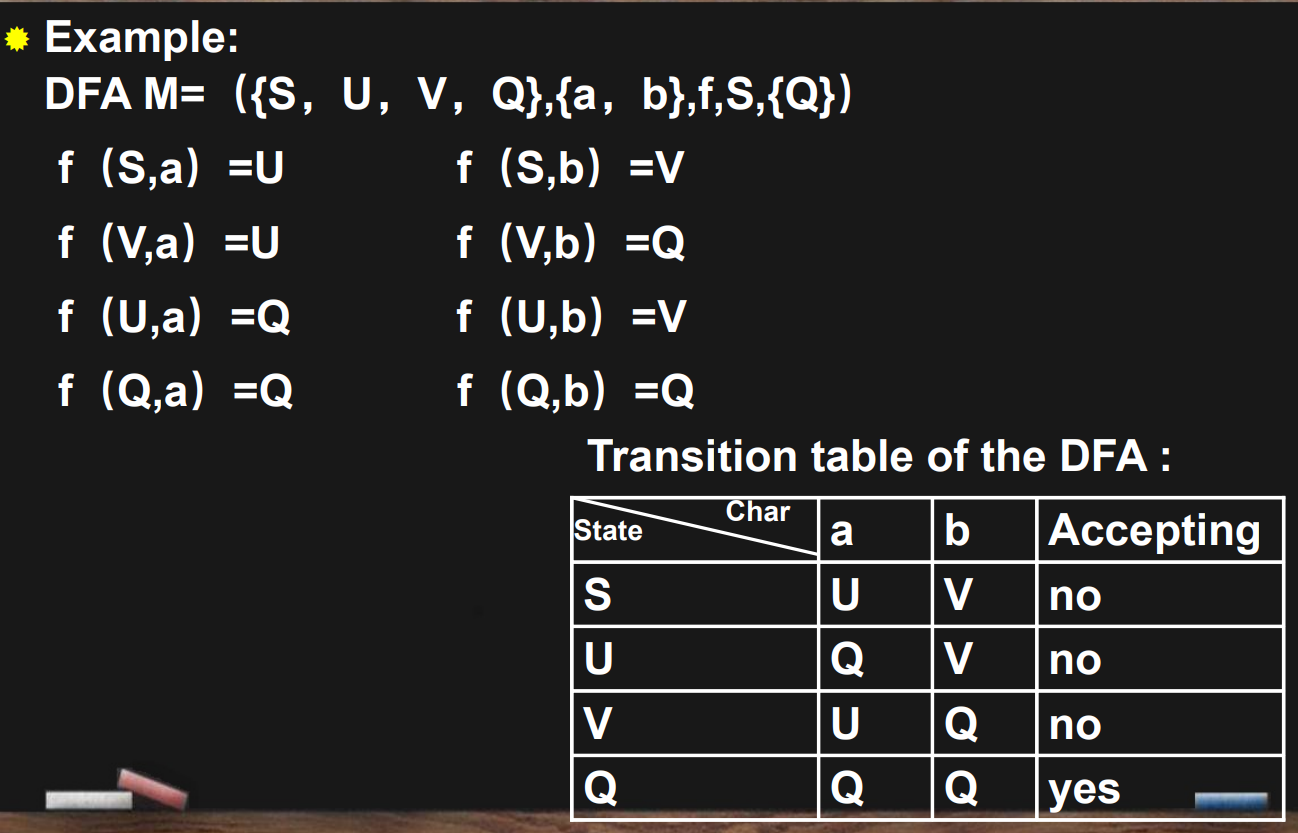 Example:
DFA M= ({S, U, V, Q},{a, b},f,S,{Q})
f (S,a) =U f (S,b) =V
f (V,a) =U f (V,b) =Q
f (U,a) =Q f (U,b) =V
f (Q,a) =Q f (Q,b) =Q
Transition table of the DFA :
State Char a b Accepting
S U V no
U Q V no
V U Q no
Q Q Q yes